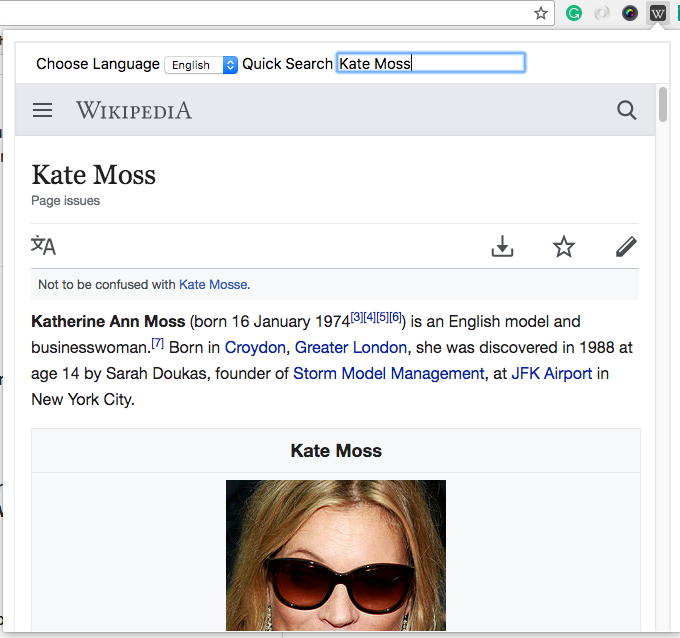 Choose Language English Quick Search Kate Moss
WIKIPEDIA
Kate Moss
Page issues
文A
Not to be confused with Kate Mosse.
Katherine Ann Moss (born 16 January 1974[3][4][5][6]) is an English model and
businesswoman.[7] Born in Croydon, Greater London, she was discovered in 1988 at
age 14 by Sarah Doukas, founder of Storm Model Management, at JFK Airport in
New York City.
Kate Moss